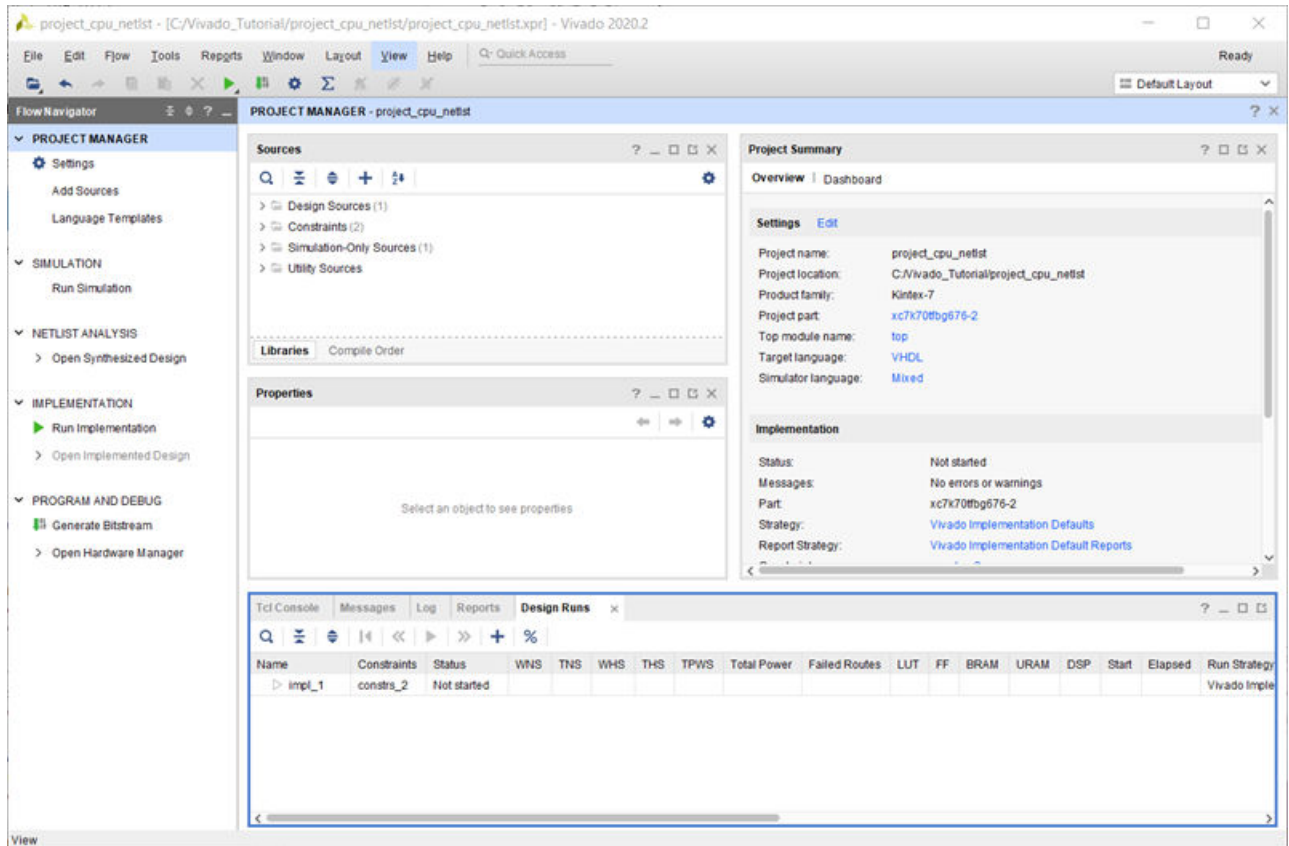 project_cpu_netlst - [C:/Vivado_Tutorial/project_cpu_netlst/project_cpu_netlst.xpr] - Vivado 2020.2
File Edit Flow Tools Reports Window Layout View Help Q- Quick Access Ready
Default Layout
Flow Navigator
PROJECT MANAGER
Settings
Add Sources
Language Templates
SIMULATION
Run Simulation
NETLIST ANALYSIS
Open Synthesized Design
IMPLEMENTATION
Run Implementation
Open Implemented Design
PROGRAM AND DEBUG
Generate Bitstream
Open Hardware Manager
PROJECT MANAGER - project_cpu_netlst
Sources
Design Sources (1)
Constraints (2)
Simulation-Only Sources (1)
Utility Sources
Libraries Compile Order
Properties
Select an object to see properties
Project Summary
Overview | Dashboard
Settings Edit
Project name: project_cpu_netlst
Project location: C:/Vivado_Tutorial/project_cpu_netlst
Product family: Kintex-7
Project part: xc7k70tfbg676-2
Top module name: top
Target language: VHDL
Simulator language: Mixed
Implementation
Status: Not started
Messages: No errors or warnings
Part: xc7k70tfbg676-2
Strategy: Vivado Implementation Defaults
Report Strategy: Vivado Implementation Default Reports
Tcl Console Messages Log Reports Design Runs
Name Constraints Status WNS TNS WHS THS TPWS Total Power Failed Routes LUT FF BRAM URAM DSP Start Elapsed Run Strategy
impl_1 constrs_2 Not started Vivado Imple
View